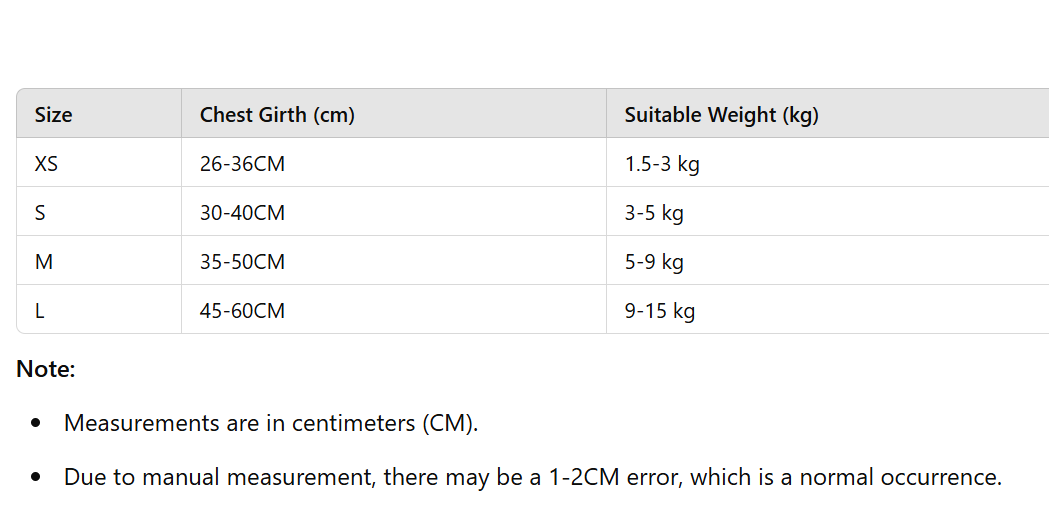 Size Chest Girth (cm) Suitable Weight (kg)
XS 26-36CM 1.5-3 kg
S 30-40CM 3-5 kg
M 35-50CM 5-9 kg
L 45-60CM 9-15 kg
Note:
• Measurements are in centimeters (CM).
• Due to manual measurement, there may be a 1-2CM error, which is a normal occurrence.